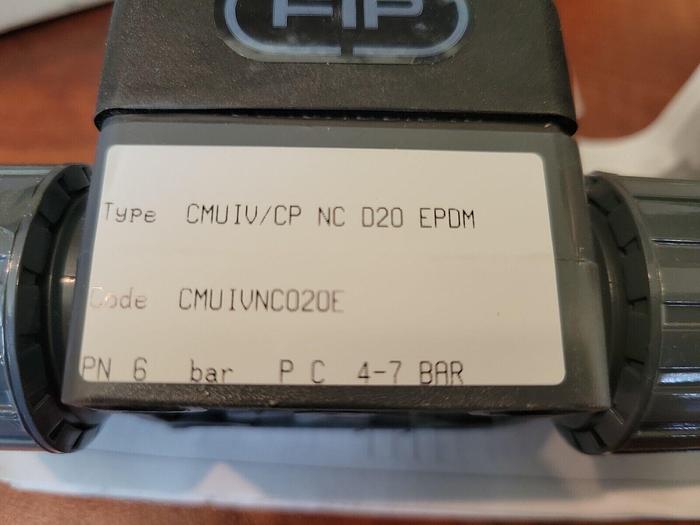 FIP
Type CMUIV/CP NC D20 EPDM
Code CMUIVNC020E
PN 6 bar P C 4-7 BAR